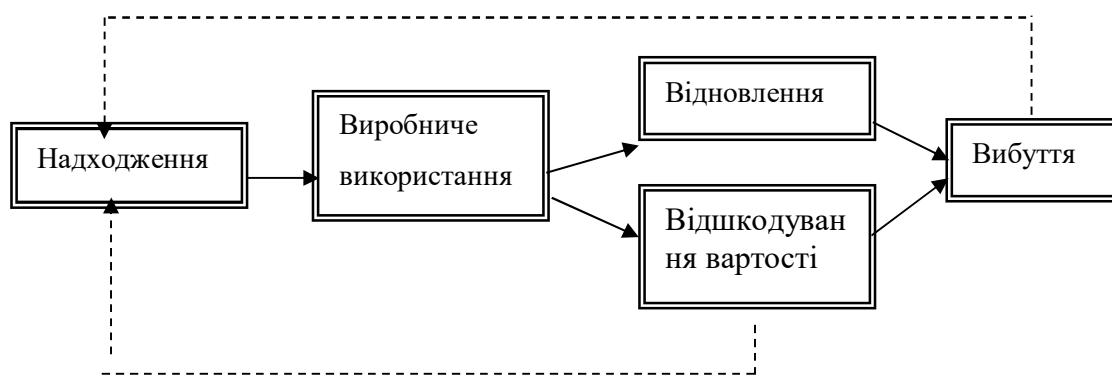 Надходження
Виробниче
використання
Відновлення
Відшкодуван
ня вартості
Вибуття